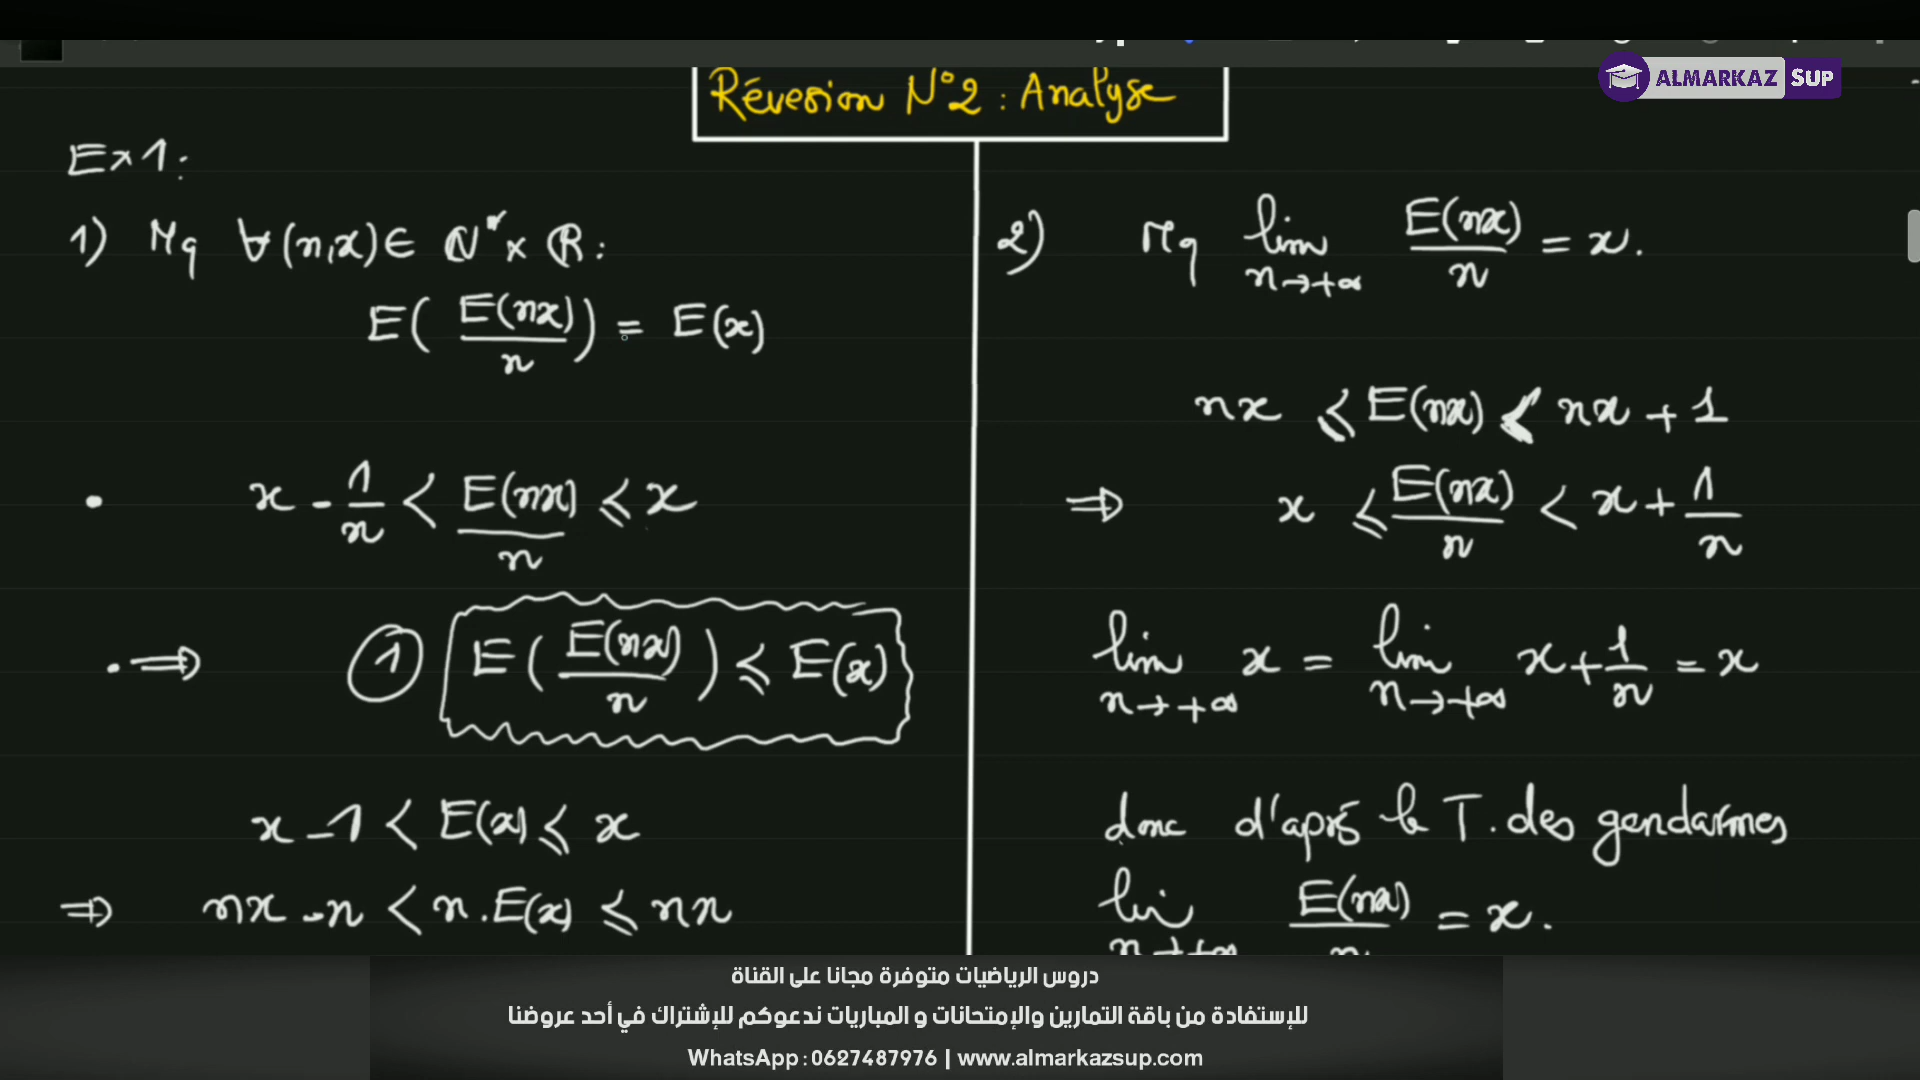 ALMARKAZ SUP
Révision N°2 : Analyse
Ex1:
1) Mq ∀(n,x)∈ ℕ* × ℝ :
E( E(nx)/n ) = E(x)
• x - 1/n < E(nx)/n ⩽ x
• ⟹ ① E( E(nx)/n ) ⩽ E(x)
x - 1 < E(x) ⩽ x
⟹ nx - n < n . E(x) ⩽ nx
2) Mq lim n→+∞ E(nx)/n = x.
nx ⩽ E(nx) < nx + 1
⟹ x ⩽ E(nx)/n < x + 1/n
lim n→+∞ x = lim n→+∞ x + 1/n = x
donc d'après le T. des gendarmes
lim n→+∞ E(nx)/n = x.
دروس الرياضيات متوفرة مجانا على القناة
للإستفادة من باقة التمارين والإمتحانات و المباريات ندعوكم للإشتراك في أحد عروضنا
WhatsApp : 0627487976 | www.almarkazsup.com